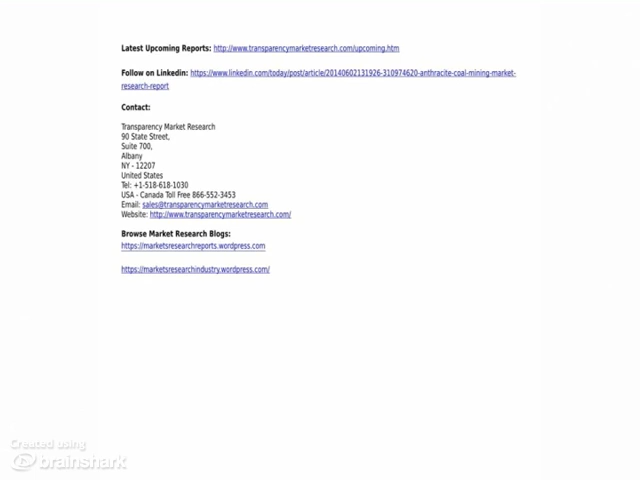 Latest Upcoming Reports: http://www.transparencymarketresearch.com/upcoming.htm
Follow on Linkedin: https://www.linkedin.com/today/post/article/20140602131926-310974620-anthracite-coal-mining-market-
research-report
Contact:
Transparency Market Research
90 State Street,
Suite 700,
Albany
NY - 12207
United States
Tel: +1-518-618-1030
USA - Canada Toll Free 866-552-3453
Email: sales@transparencymarketresearch.com
Website: http://www.transparencymarketresearch.com/
Browse Market Research Blogs:
https://marketsresearchreports.wordpress.com
https://marketsresearchindustry.wordpress.com/
Created using
brainshark